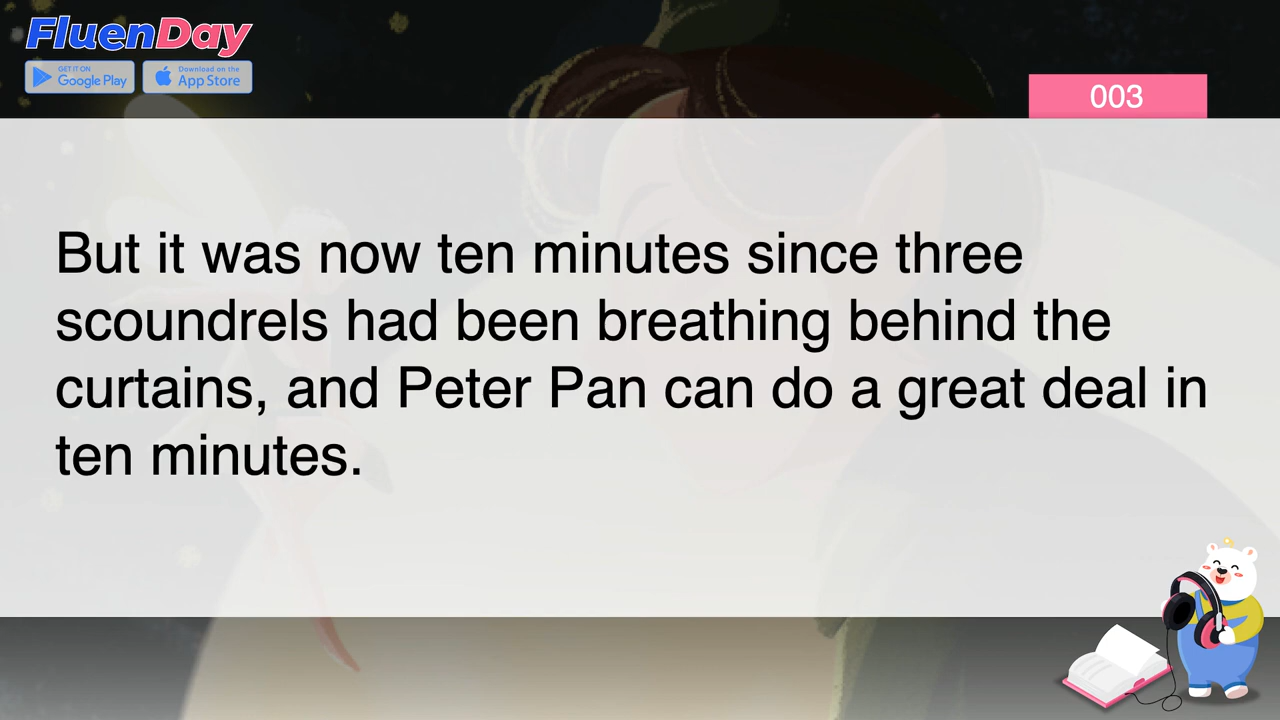 FluenDay
GET IT ON
Google Play
Download on the
App Store
003
But it was now ten minutes since three
scoundrels had been breathing behind the
curtains, and Peter Pan can do a great deal in
ten minutes.